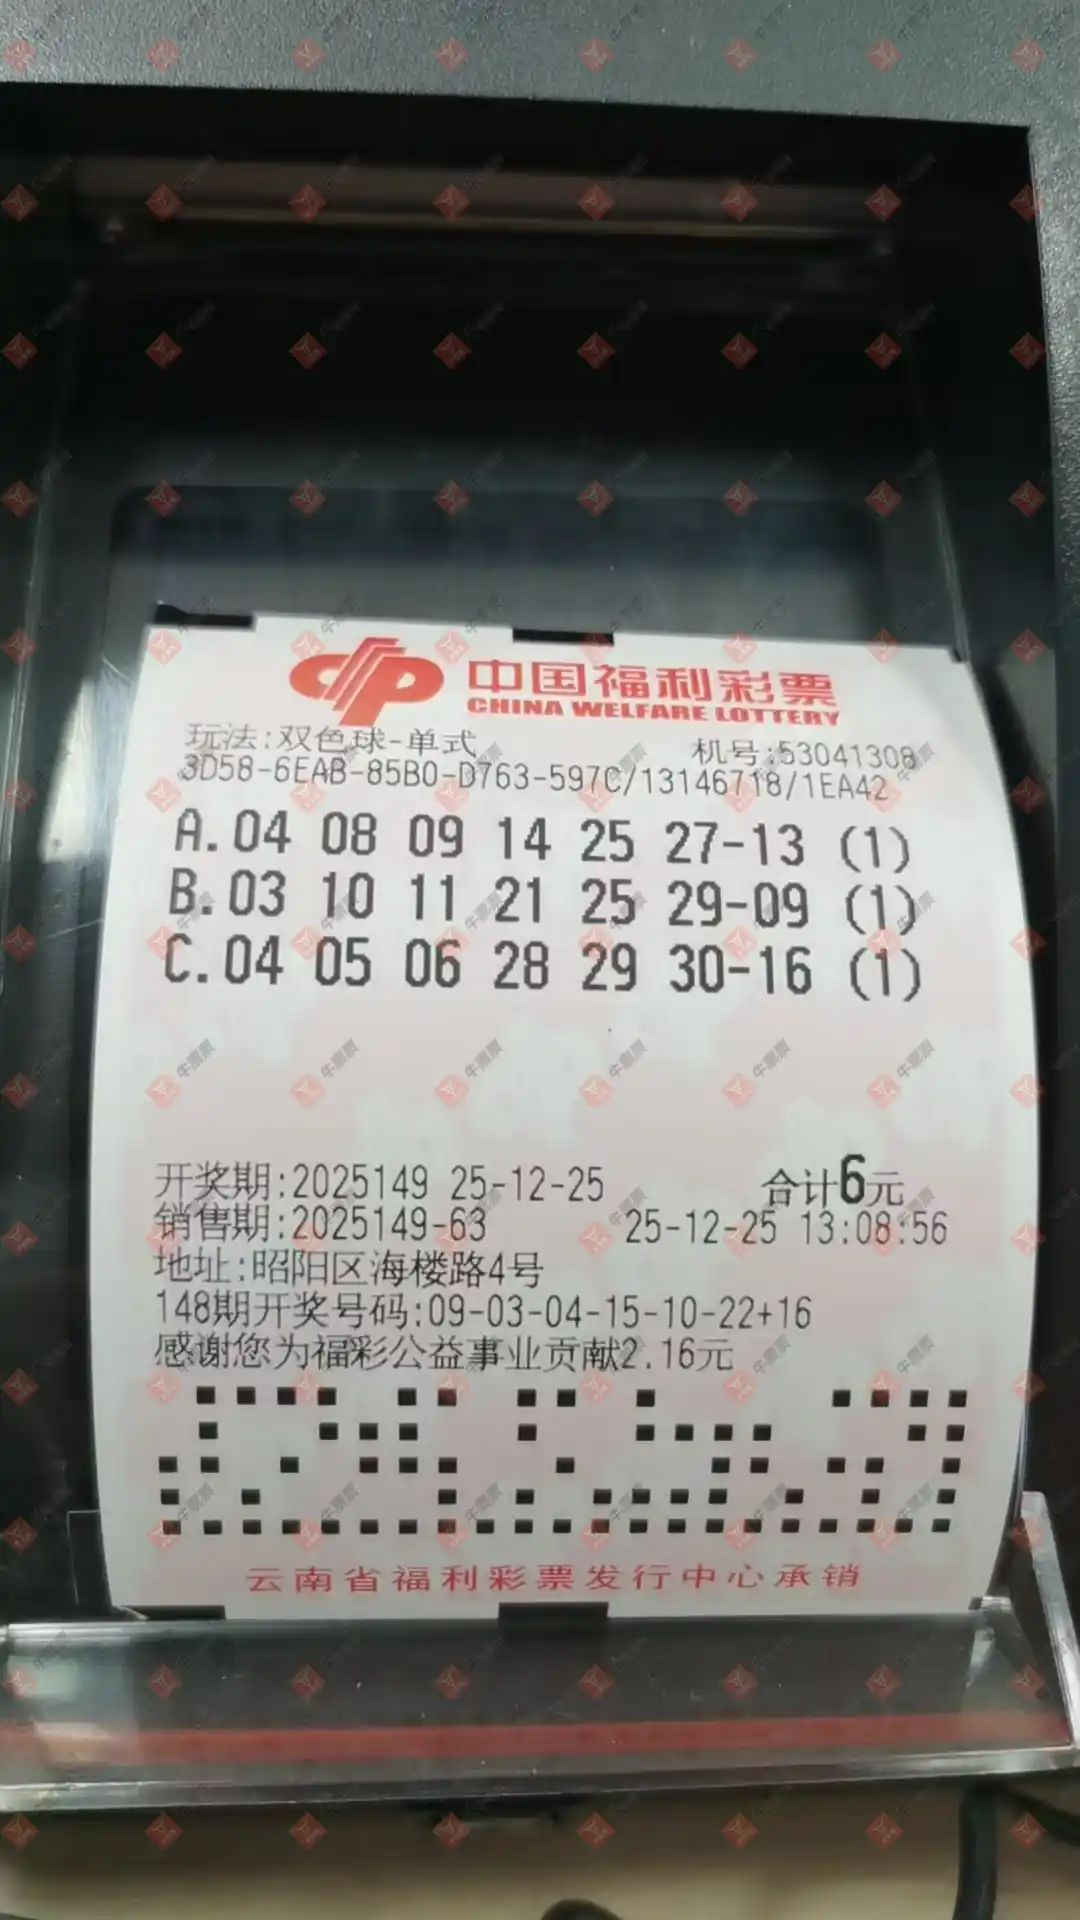 中国福利彩票
CHINA WELFARE LOTTERY
玩法:双色球-单式 机号:53041308
3D58-6EAB-85B0-D763-597C/13146718/1EA42
A.04 08 09 14 25 27-13 (1)
B.03 10 11 21 25 29-09 (1)
C.04 05 06 28 29 30-16 (1)
开奖期:2025149 25-12-25 合计6元
销售期:2025149-63 25-12-25 13:08:56
地址:昭阳区海楼路4号
148期开奖号码:09-03-04-15-10-22+16
感谢您为福彩公益事业贡献2.16元
云南省福利彩票发行中心承销